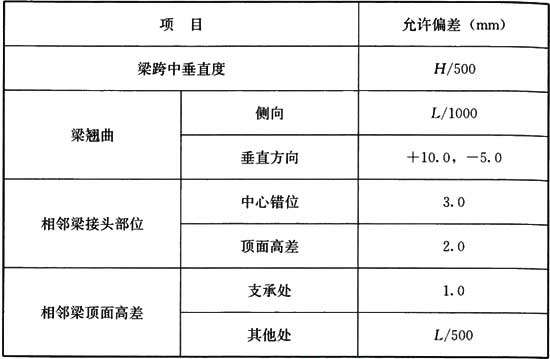 项 目 允许偏差（mm）
梁跨中垂直度 H/500
梁翘曲 侧向 L/1000
垂直方向 +10.0，-5.0
相邻梁接头部位 中心错位 3.0
顶面高差 2.0
相邻梁顶面高差 支承处 1.0
其他处 L/500